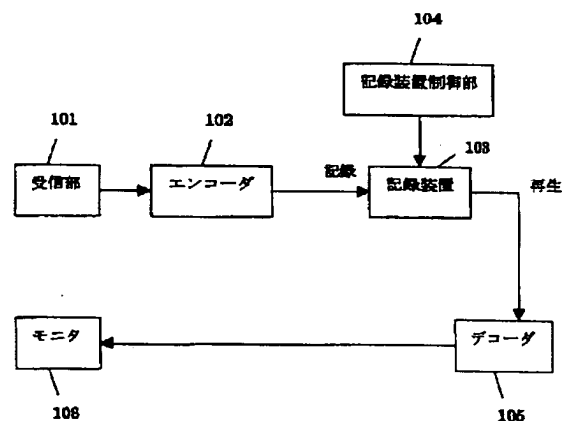 104
記録装置制御部
101
102
103
受信部
エンコーダ
記録
記録装置
再生
モニタ
デコーダ
106
105